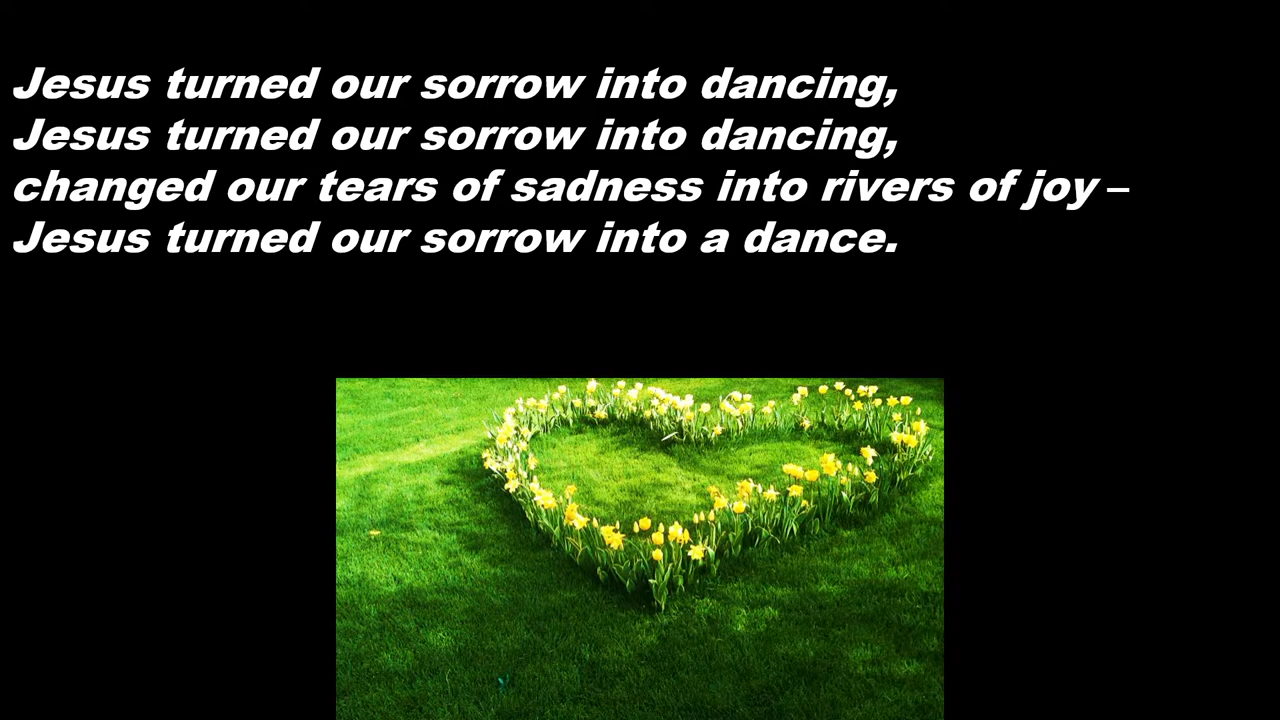 Jesus turned our sorrow into dancing,
Jesus turned our sorrow into dancing,
changed our tears of sadness into rivers of joy –
Jesus turned our sorrow into a dance.